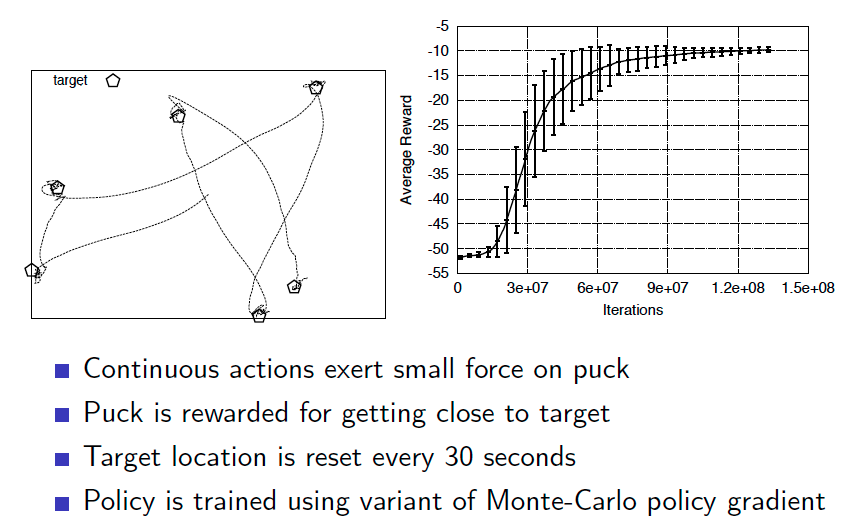 target
-5
-10
-15
-20
-25
-30
-35
-40
-45
-50
-55
Average Reward
0 3e+07 6e+07 9e+07 1.2e+08 1.5e+08
Iterations
Continuous actions exert small force on puck
Puck is rewarded for getting close to target
Target location is reset every 30 seconds
Policy is trained using variant of Monte-Carlo policy gradient